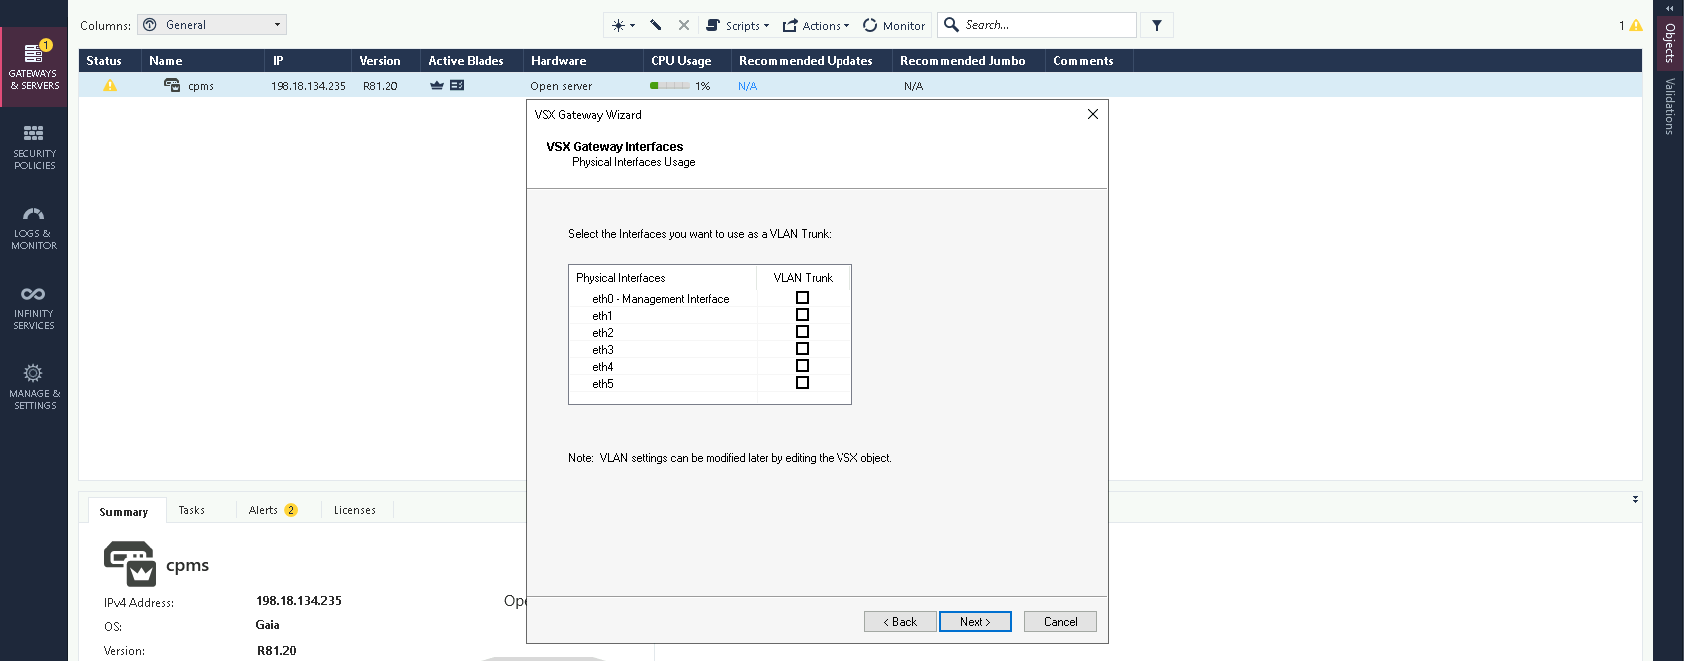 Columns: General
Scripts Actions Monitor Search...
1
Status Name IP Version Active Blades Hardware CPU Usage Recommended Updates Recommended Jumbo Comments
cpms 198.18.134.235 R81.20 Open server 1% N/A N/A
1
GATEWAYS
& SERVERS
SECURITY
POLICIES
LOGS &
MONITOR
INFINITY
SERVICES
MANAGE &
SETTINGS
Objects
Validations
VSX Gateway Wizard
VSX Gateway Interfaces
Physical Interfaces Usage
Select the Interfaces you want to use as a VLAN Trunk:
Physical Interfaces VLAN Trunk
eth0 - Management Interface
eth1
eth2
eth3
eth4
eth5
Note: VLAN settings can be modified later by editing the VSX object.
< Back Next > Cancel
Summary Tasks Alerts 2 Licenses
cpms
IPv4 Address: 198.18.134.235
OS: Gaia
Version: R81.20